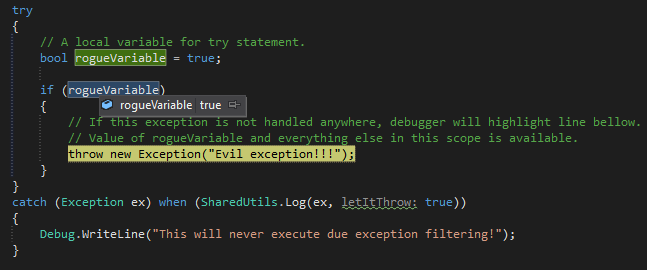 try
{
// A local variable for try statement.
bool rogueVariable = true;
if (rogueVariable)
rogueVariable true
{
// If this exception is not handled anywhere, debugger will highlight line bellow.
// Value of rogueVariable and everything else in this scope is available.
throw new Exception("Evil exception!!!");
}
}
catch (Exception ex) when (SharedUtils.Log(ex, letItThrow: true))
{
Debug.WriteLine("This will never execute due exception filtering!");
}